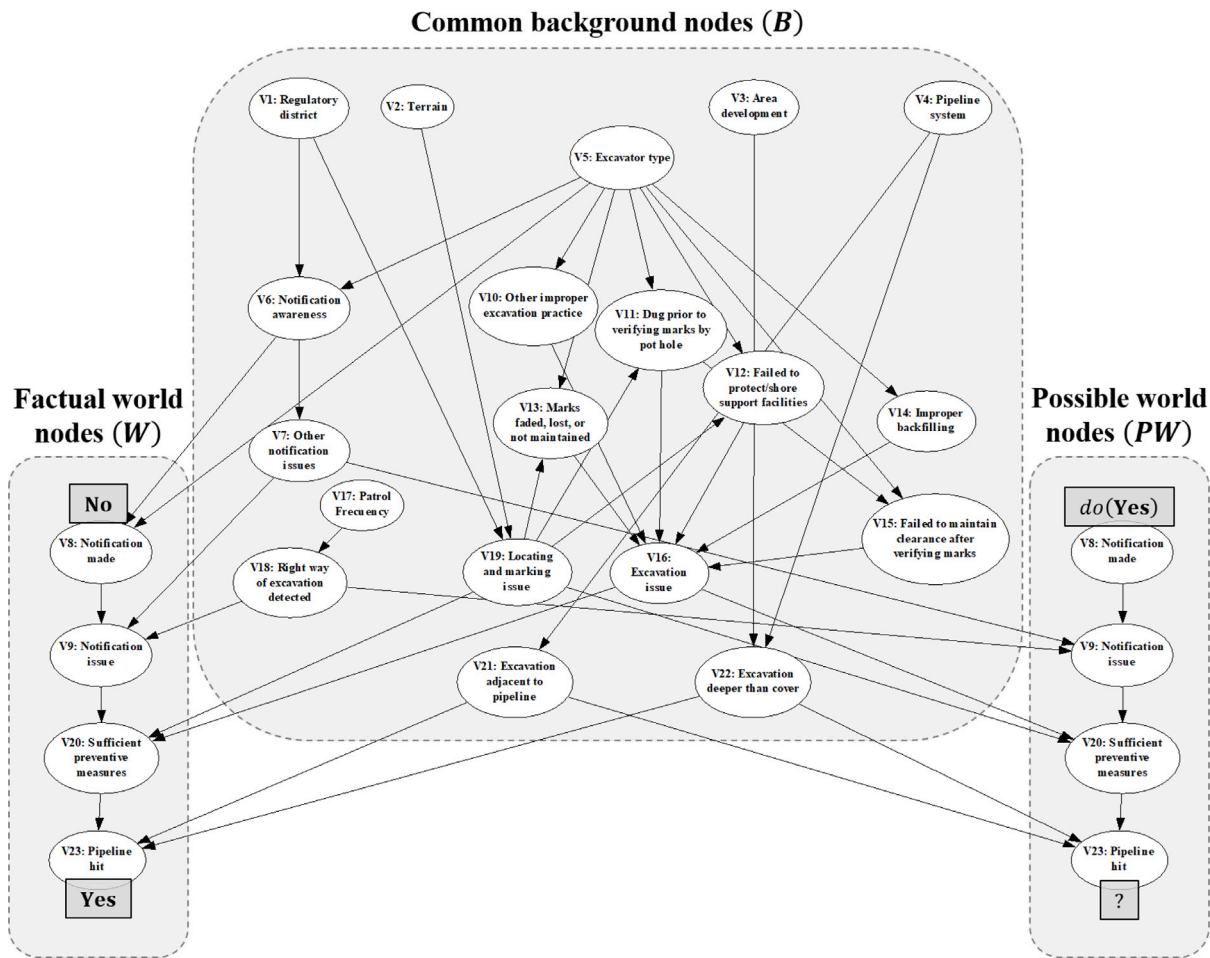 Common background nodes (B)
V1: Regulatory
district
V2: Terrain
V3: Area
development
V4: Pipeline
system
V5: Excavator type
V6: Notification
awareness
V10: Other improper
excavation practice
V11: Dug prior to
verifying marks by
pot hole
V12: Failed to
protect/shore
support facilities
V13: Marks
faded, lost, or
not maintained
V14: Improper
backfilling
V7: Other
notification
issues
V17: Patrol
Frecuency
V15: Failed to maintain
clearance after
verifying marks
V18: Right way
of excavation
detected
V19: Locating
and marking
issue
V16:
Excavation
issue
V21: Excavation
adjacent to
pipeline
V22: Excavation
deeper than cover
Factual world
nodes (W)
No
V8: Notification
made
V9: Notification
issue
V20: Sufficient
preventive
measures
V23: Pipeline
hit
Yes
Possible world
nodes (PW)
do(Yes)
V8: Notification
made
V9: Notification
issue
V20: Sufficient
preventive
measures
V23: Pipeline
hit
?